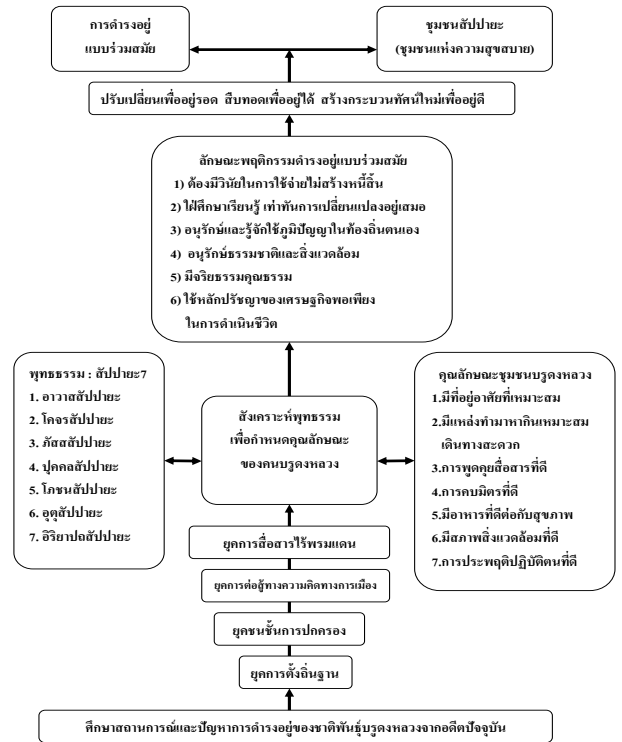 การดำรงอยู่
แบบร่วมสมัย
ชุมชนสัปปายะ
(ชุมชนแห่งความสุขสบาย)
ปรับเปลี่ยนเพื่ออยู่รอด สืบทอดเพื่ออยู่ได้ สร้างกระบวนทัศน์ใหม่เพื่ออยู่ดี
ลักษณะพฤติกรรมดำรงอยู่แบบร่วมสมัย
1) ต้องมีวินัยในการใช้จ่ายไม่สร้างหนี้สิ้น
2) ใฝ่ศึกษาเรียนรู้ เท่าทันการเปลี่ยนแปลงอยู่เสมอ
3) อนุรักษ์และรู้จักใช้ภูมิปัญญาในท้องถิ่นตนเอง
4) อนุรักษ์ธรรมชาติและสิ่งแวดล้อม
5) มีจริยธรรมคุณธรรม
6) ใช้หลักปรัชญาของเศรษฐกิจพอเพียง
ในการดำเนินชีวิต
พุทธธรรม : สัปปายะ7
1. อาวาสสัปปายะ
2. โคจรสัปปายะ
3. ภัสสสัปปายะ
4. ปุคคลสัปปายะ
5. โภชนสัปปายะ
6. อุตุสัปปายะ
7. อิริยาปถสัปปายะ
สังเคราะห์พุทธธรรม
เพื่อกำหนดคุณลักษณะ
ของคนบรูดงหลวง
คุณลักษณะชุมชนบรูดงหลวง
1.มีที่อยู่อาศัยที่เหมาะสม
2.มีแหล่งทำมาหากินเหมาะสม
เดินทางสะดวก
3.การพูดคุยสื่อสารที่ดี
4.การคบมิตรที่ดี
5.มีอาหารที่ดีต่อกับสุขภาพ
6.มีสภาพสิ่งแวดล้อมที่ดี
7.การประพฤติปฏิบัติตนที่ดี
ยุคการสื่อสารไร้พรมแดน
ยุคการต่อสู้ทางความคิดทางการเมือง
ยุคชนชั้นการปกครอง
ยุคการตั้งถิ่นฐาน
ศึกษาสถานการณ์และปัญหาการดำรงอยู่ของชาติพันธุ์บรูดงหลวงจากอดีตปัจจุบัน